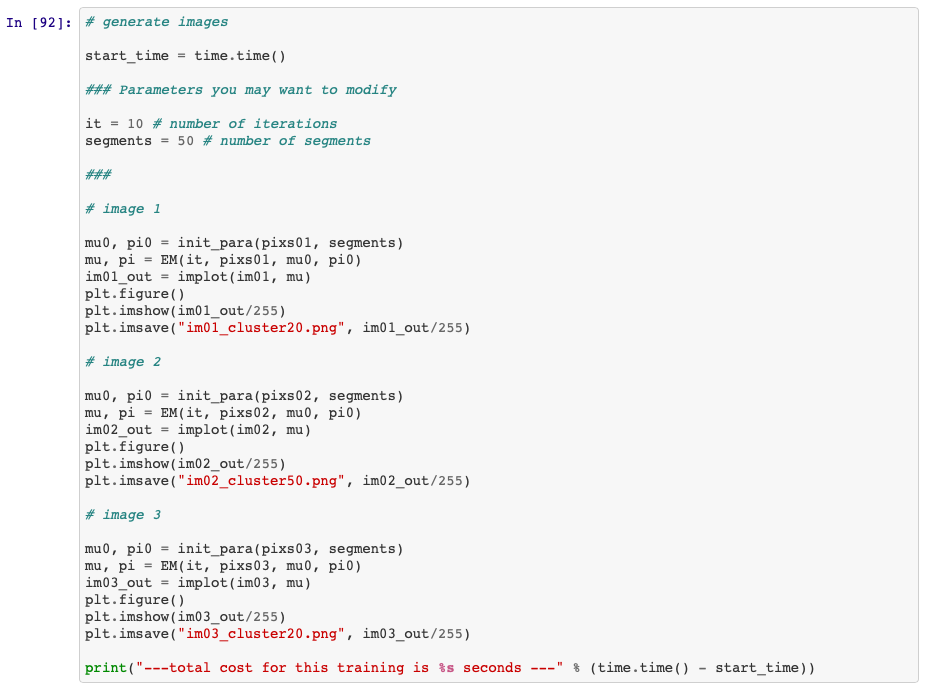 In [92]: # generate images
start_time = time.time()
### Parameters you may want to modify
it = 10 # number of iterations
segments = 50 # number of segments
###
# image 1
mu0, pi0 = init_para(pixs01, segments)
mu, pi = EM(it, pixs01, mu0, pi0)
im01_out = implot(im01, mu)
plt.figure()
plt.imshow(im01_out/255)
plt.imsave("im01_cluster20.png", im01_out/255)
# image 2
mu0, pi0 = init_para(pixs02, segments)
mu, pi = EM(it, pixs02, mu0, pi0)
im02_out = implot(im02, mu)
plt.figure()
plt.imshow(im02_out/255)
plt.imsave("im02_cluster50.png", im02_out/255)
# image 3
mu0, pi0 = init_para(pixs03, segments)
mu, pi = EM(it, pixs03, mu0, pi0)
im03_out = implot(im03, mu)
plt.figure()
plt.imshow(im03_out/255)
plt.imsave("im03_cluster20.png", im03_out/255)
print("---total cost for this training is %s seconds ---" % (time.time() - start_time))